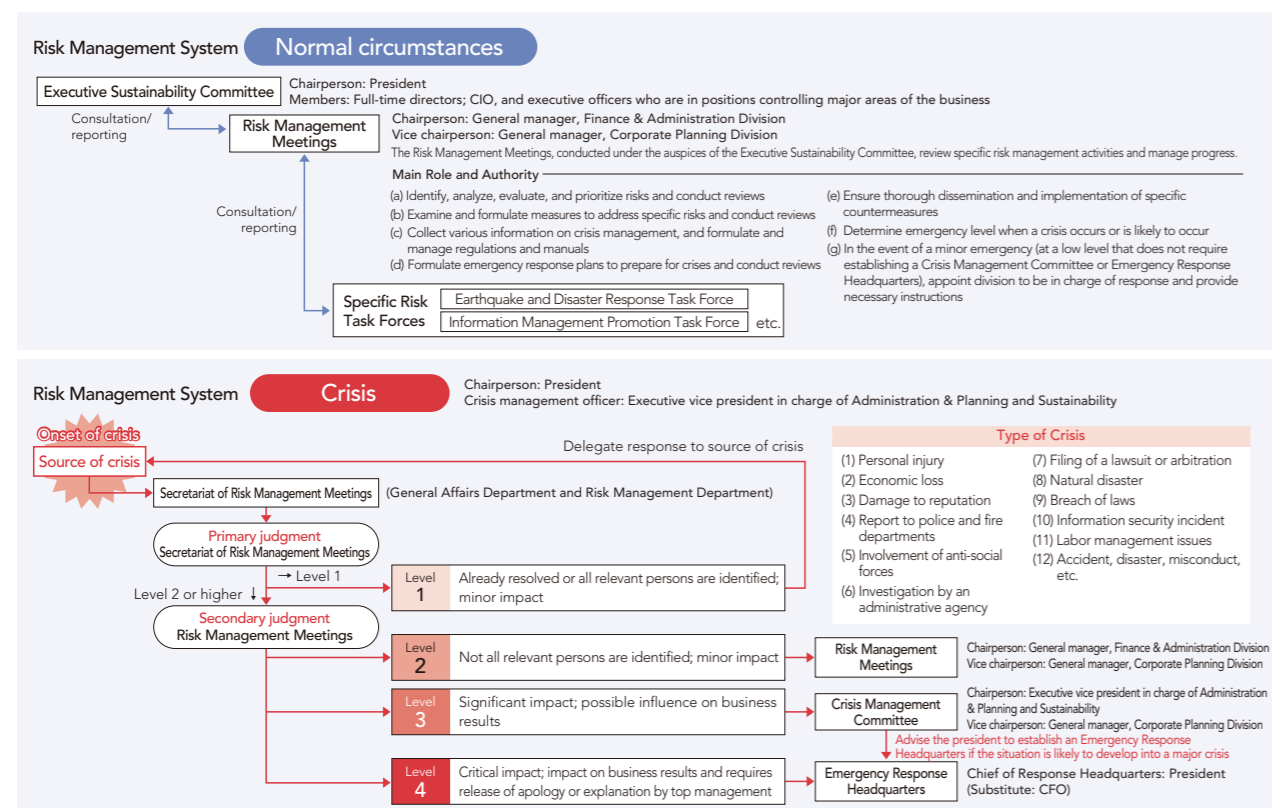 Risk Management System Normal circumstances
Executive Sustainability Committee
Chairperson: President
Members: Full-time directors; CIO, and executive officers who are in positions controlling major areas of the business
Consultation/
reporting
Risk Management
Meetings
Chairperson: General manager, Finance & Administration Division
Vice chairperson: General manager, Corporate Planning Division
The Risk Management Meetings, conducted under the auspices of the Executive Sustainability Committee, review specific risk management activities and manage progress.
Main Role and Authority
(a) Identify, analyze, evaluate, and prioritize risks and conduct reviews
(b) Examine and formulate measures to address specific risks and conduct reviews
(c) Collect various information on crisis management, and formulate and
manage regulations and manuals
(d) Formulate emergency response plans to prepare for crises and conduct reviews
(e) Ensure thorough dissemination and implementation of specific
countermeasures
(f) Determine emergency level when a crisis occurs or is likely to occur
(g) In the event of a minor emergency (at a low level that does not require
establishing a Crisis Management Committee or Emergency Response
Headquarters), appoint division to be in charge of response and provide
necessary instructions
Consultation/
reporting
Specific Risk
Task Forces
Earthquake and Disaster Response Task Force
Information Management Promotion Task Force
etc.
Risk Management System Crisis
Chairperson: President
Crisis management officer: Executive vice president in charge of Administration & Planning and Sustainability
Onset of crisis
Source of crisis
Delegate response to source of crisis
Secretariat of Risk Management Meetings
(General Affairs Department and Risk Management Department)
Primary judgment
Secretariat of Risk Management Meetings
→ Level 1
Level 2 or higher ↓
Secondary judgment
Risk Management Meetings
Type of Crisis
(1) Personal injury
(2) Economic loss
(3) Damage to reputation
(4) Report to police and fire
departments
(5) Involvement of anti-social
forces
(6) Investigation by an
administrative agency
(7) Filing of a lawsuit or arbitration
(8) Natural disaster
(9) Breach of laws
(10) Information security incident
(11) Labor management issues
(12) Accident, disaster, misconduct,
etc.
Level
1
Already resolved or all relevant persons are identified;
minor impact
Level
2
Not all relevant persons are identified; minor impact
Risk Management
Meetings
Chairperson: General manager, Finance & Administration Division
Vice chairperson: General manager, Corporate Planning Division
Level
3
Significant impact; possible influence on business
results
Crisis Management
Committee
Chairperson: Executive vice president in charge of Administration
& Planning and Sustainability
Vice chairperson: General manager, Corporate Planning Division
Advise the president to establish an Emergency Response
Headquarters if the situation is likely to develop into a major crisis
Level
4
Critical impact; impact on business results and requires
release of apology or explanation by top management
Emergency Response
Headquarters
Chief of Response Headquarters: President
(Substitute: CFO)